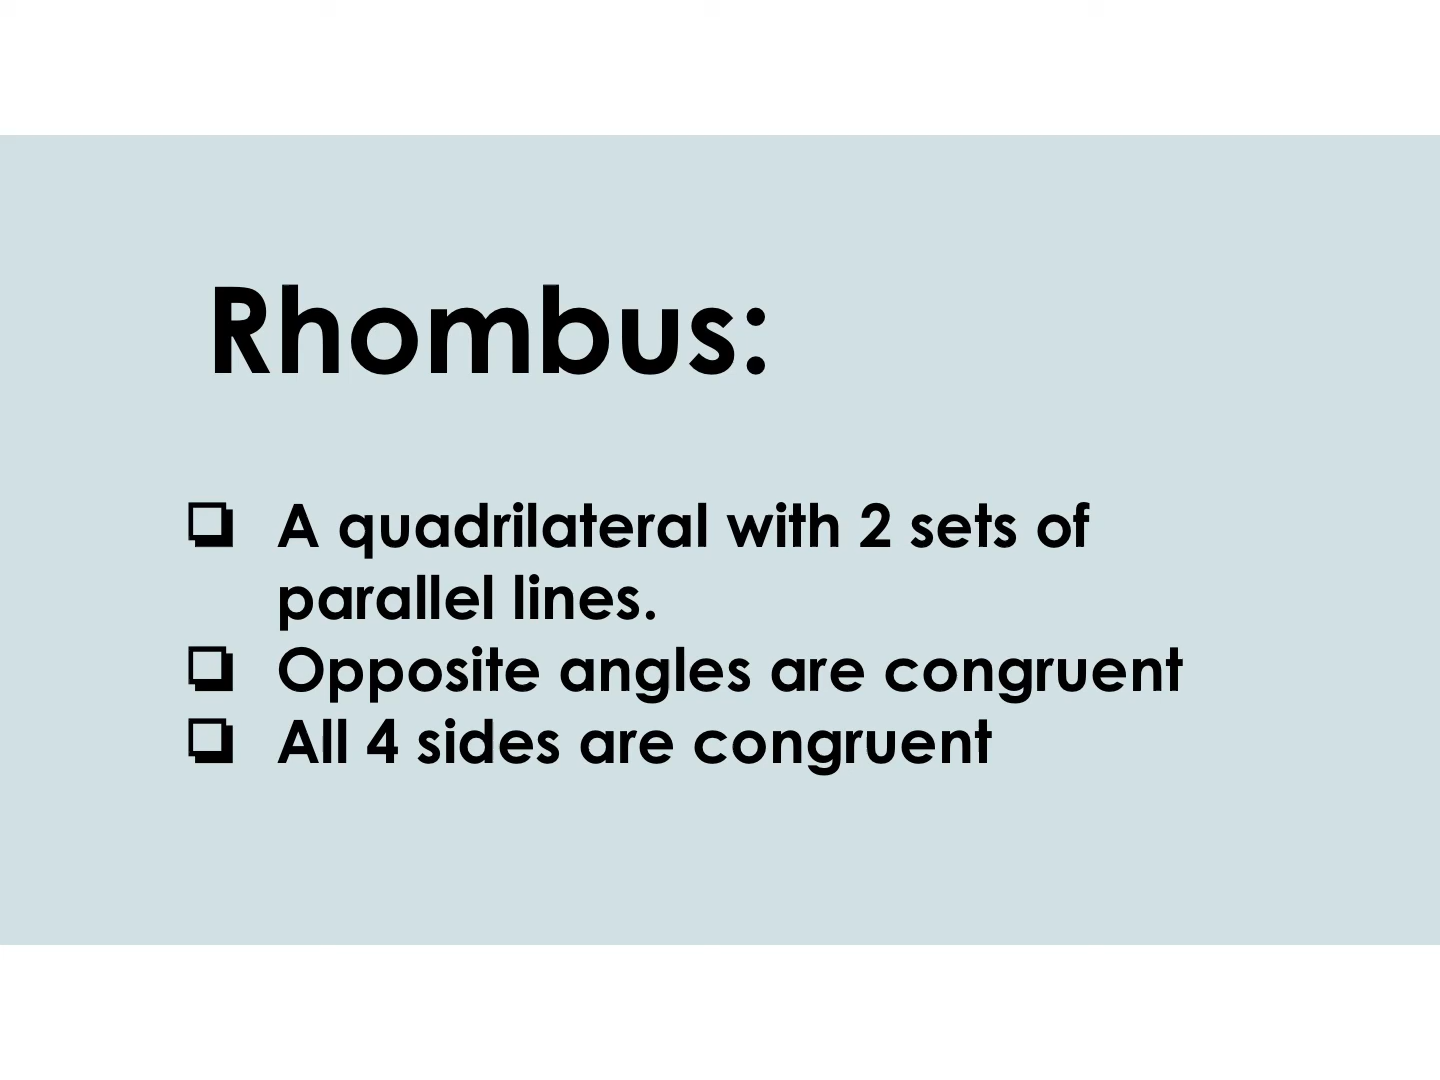 Rhombus:
❏ A quadrilateral with 2 sets of
parallel lines.
❏ Opposite angles are congruent
❏ All 4 sides are congruent